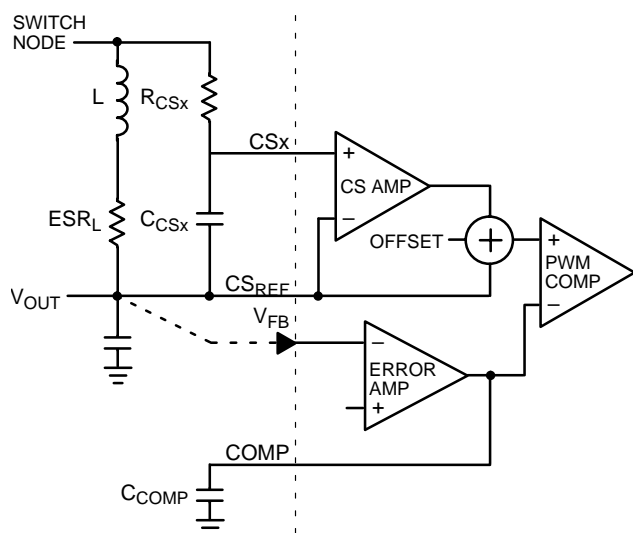 SWITCH
NODE
L
RCSx
CSx
+
CS AMP
−
ESRL
CCSx
OFFSET
+
+
PWM
COMP
−
VOUT
CSREF
VFB
−
ERROR
AMP
+
COMP
CCOMP